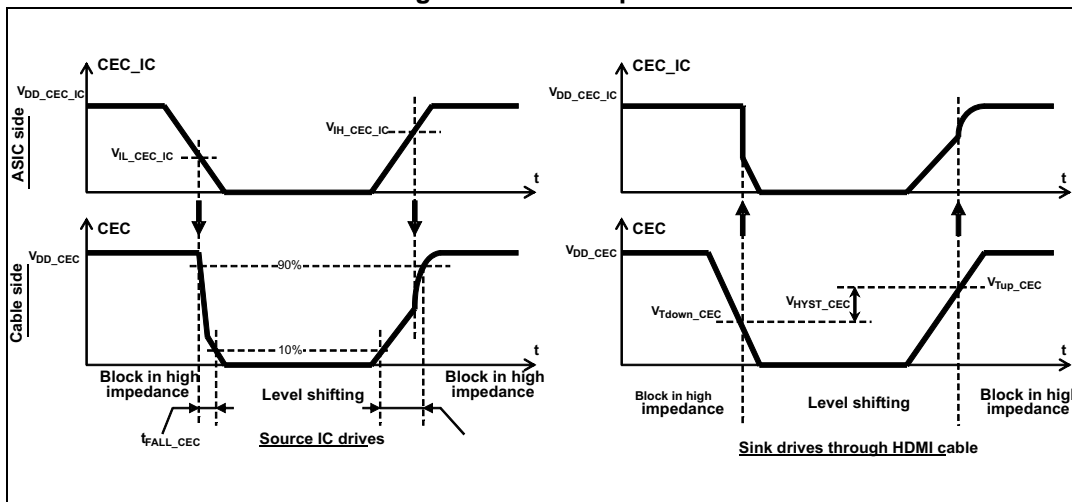 CEC_IC
VDD_CEC_IC
VIL_CEC_IC
VIH_CEC_IC
t
ASIC side
CEC
VDD_CEC
90%
10%
t
Cable side
Block in high
impedance
Level shifting
Block in high
impedance
tFALL_CEC
Source IC drives
CEC_IC
VDD_CEC_IC
t
CEC
VDD_CEC
VTup_CEC
VHYST_CEC
VTdown_CEC
t
Block in high
impedance
Level shifting
Block in high
impedance
Sink drives through HDMI cable